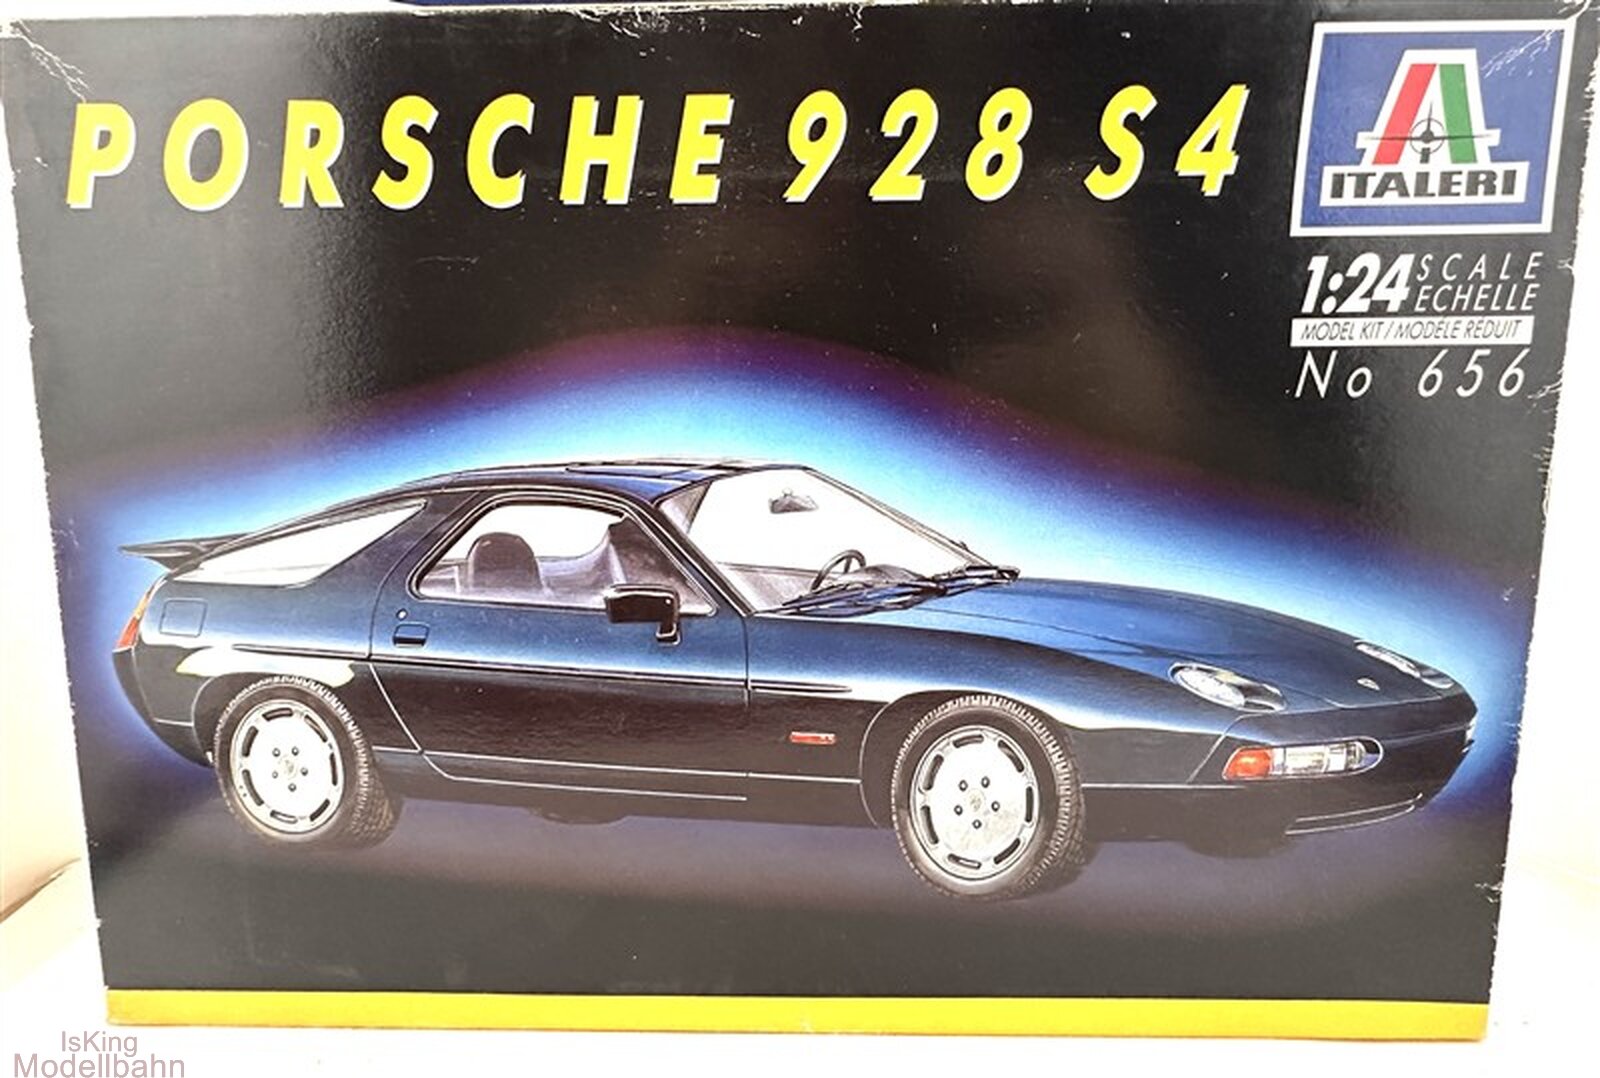 PORSCHE 928 S4
ITALERI
1:24 SCALE
ECHELLE
MODEL KIT / MODÈLE RÉDUIT
No 656
IsKing
Modellbahn